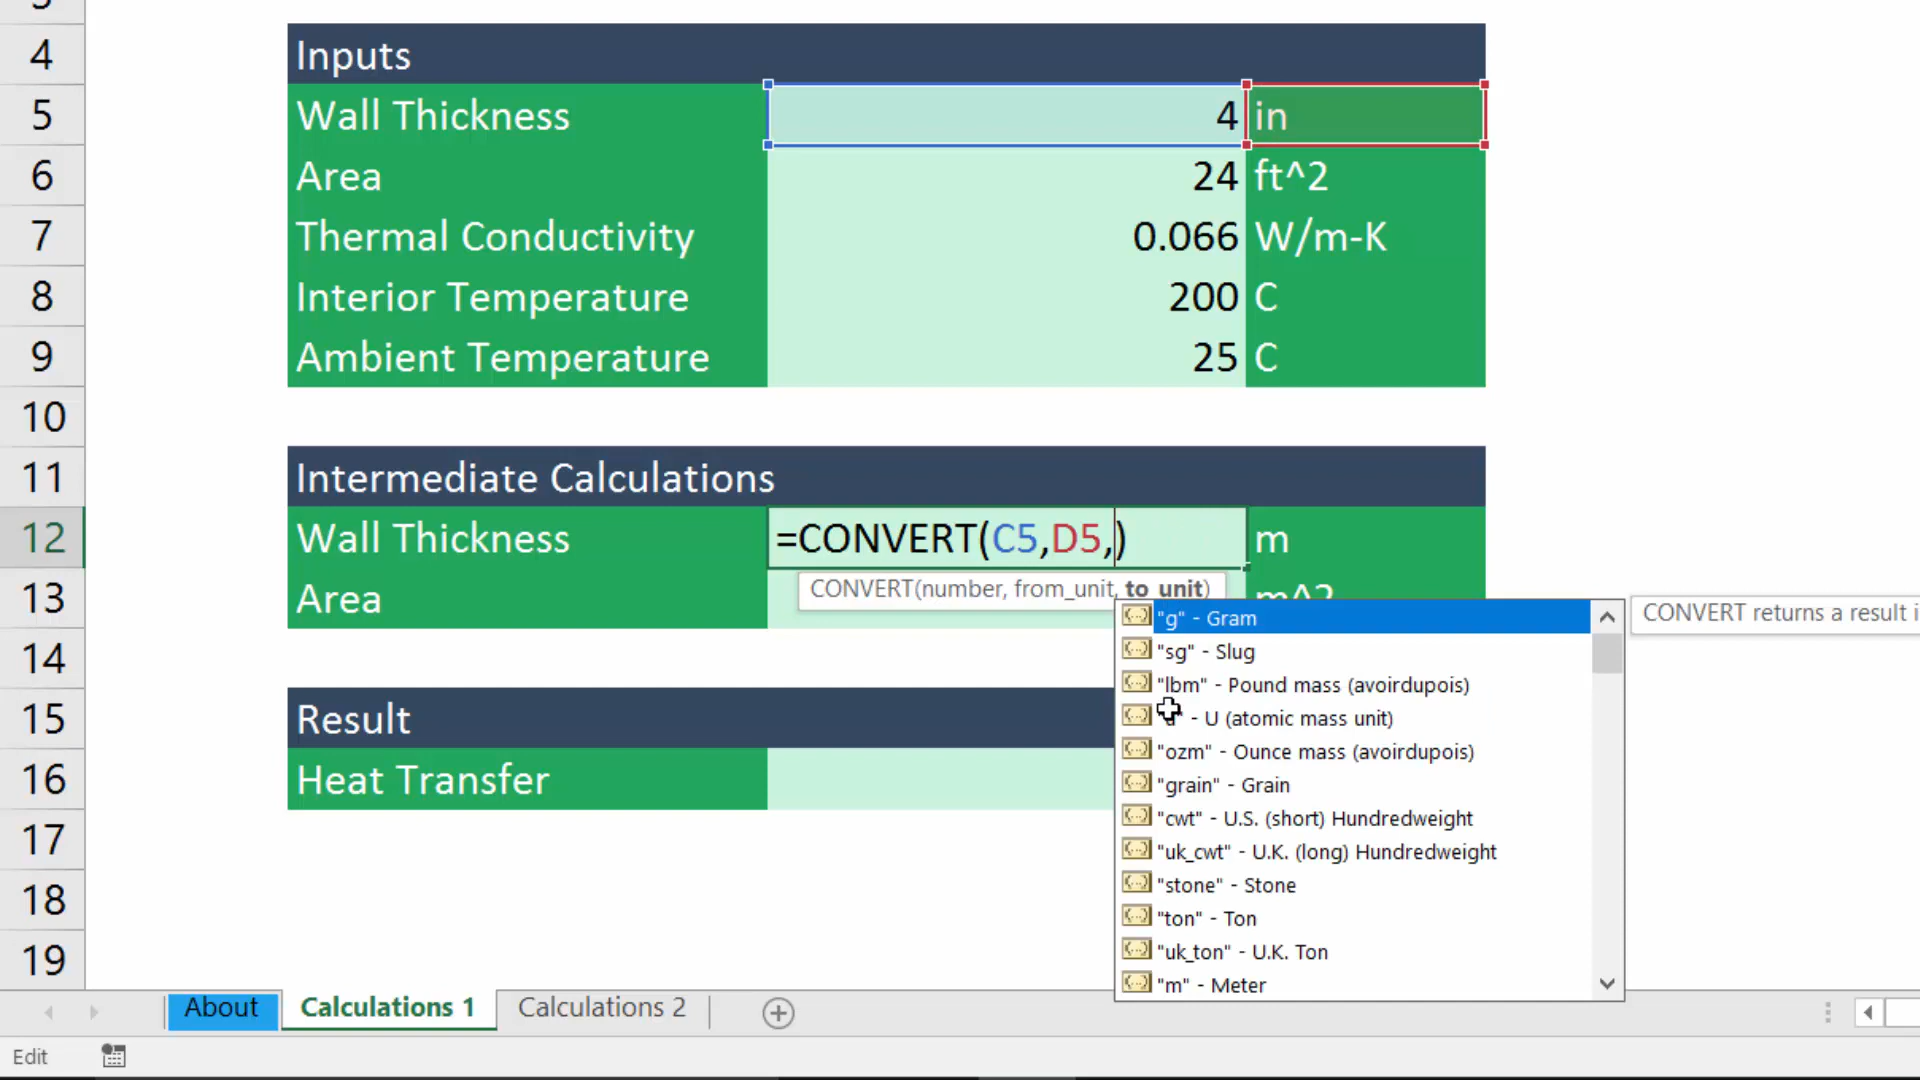 4 Inputs
5 Wall Thickness 4 in
6 Area 24 ft^2
7 Thermal Conductivity 0.066 W/m-K
8 Interior Temperature 200 C
9 Ambient Temperature 25 C
10
11 Intermediate Calculations
12 Wall Thickness =CONVERT(C5,D5,) m
CONVERT(number, from_unit, to_unit)
13 Area m^2
"g" - Gram
CONVERT returns a result i
"sg" - Slug
14
"lbm" - Pound mass (avoirdupois)
15 Result
- U (atomic mass unit)
"ozm" - Ounce mass (avoirdupois)
16 Heat Transfer
"grain" - Grain
"cwt" - U.S. (short) Hundredweight
17
"uk_cwt" - U.K. (long) Hundredweight
"stone" - Stone
18
"ton" - Ton
"uk_ton" - U.K. Ton
19
"m" - Meter
About Calculations 1 Calculations 2
Edit